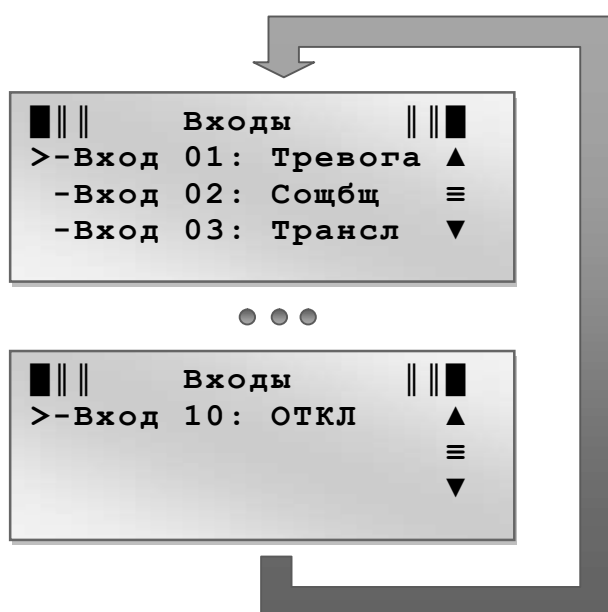 █║║ Входы ║║█
>-Вход 01: Тревога ▲
-Вход 02: Сощбщ ≡
-Вход 03: Трансл ▼
█║║ Входы ║║█
>-Вход 10: ОТКЛ ▲
≡
▼